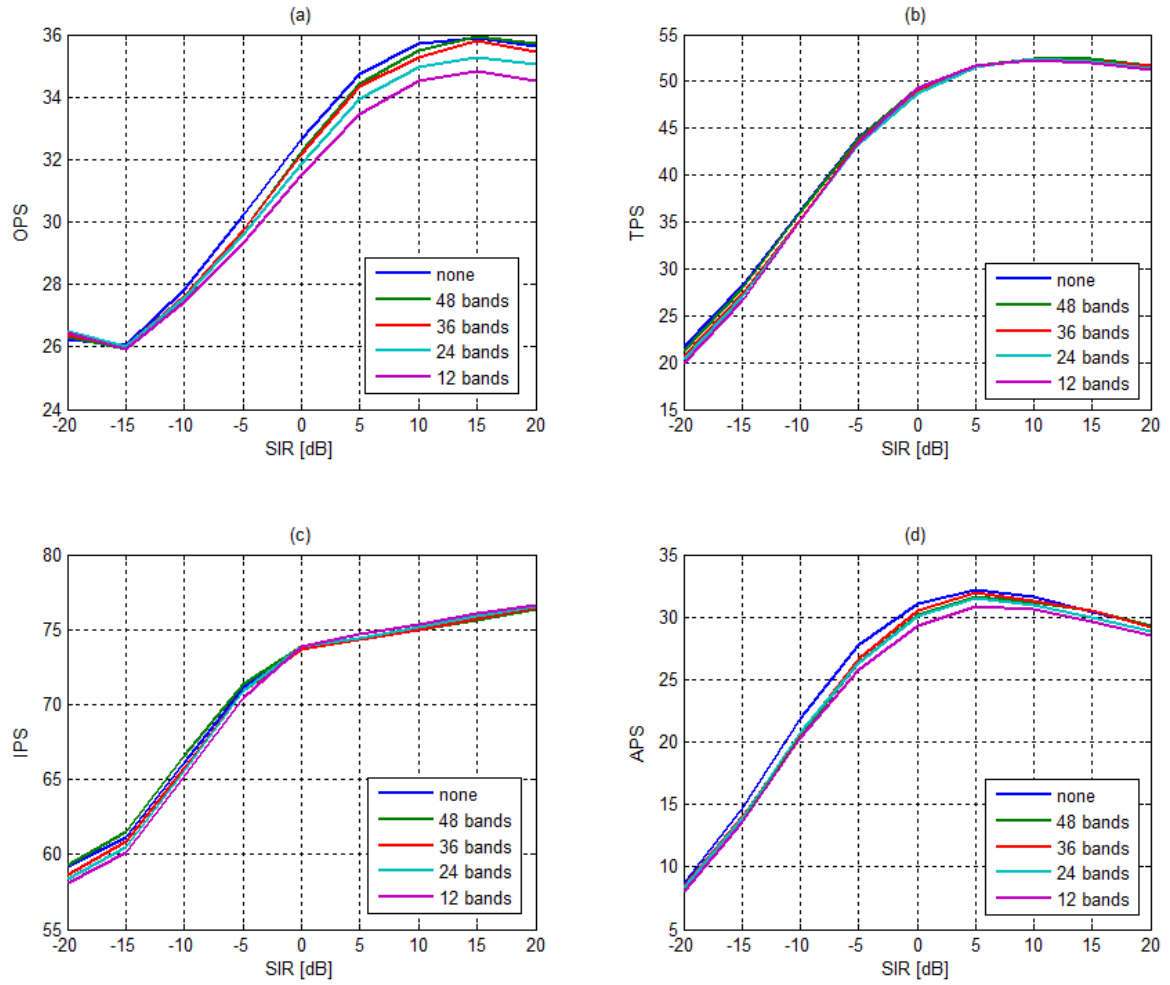 (a)
OPS
36
34
32
30
28
26
24
-20 -15 -10 -5 0 5 10 15 20
SIR [dB]
none
48 bands
36 bands
24 bands
12 bands
(b)
TPS
55
50
45
40
35
30
25
20
15
-20 -15 -10 -5 0 5 10 15 20
SIR [dB]
none
48 bands
36 bands
24 bands
12 bands
(c)
IPS
80
75
70
65
60
55
-20 -15 -10 -5 0 5 10 15 20
SIR [dB]
none
48 bands
36 bands
24 bands
12 bands
(d)
APS
35
30
25
20
15
10
5
-20 -15 -10 -5 0 5 10 15 20
SIR [dB]
none
48 bands
36 bands
24 bands
12 bands